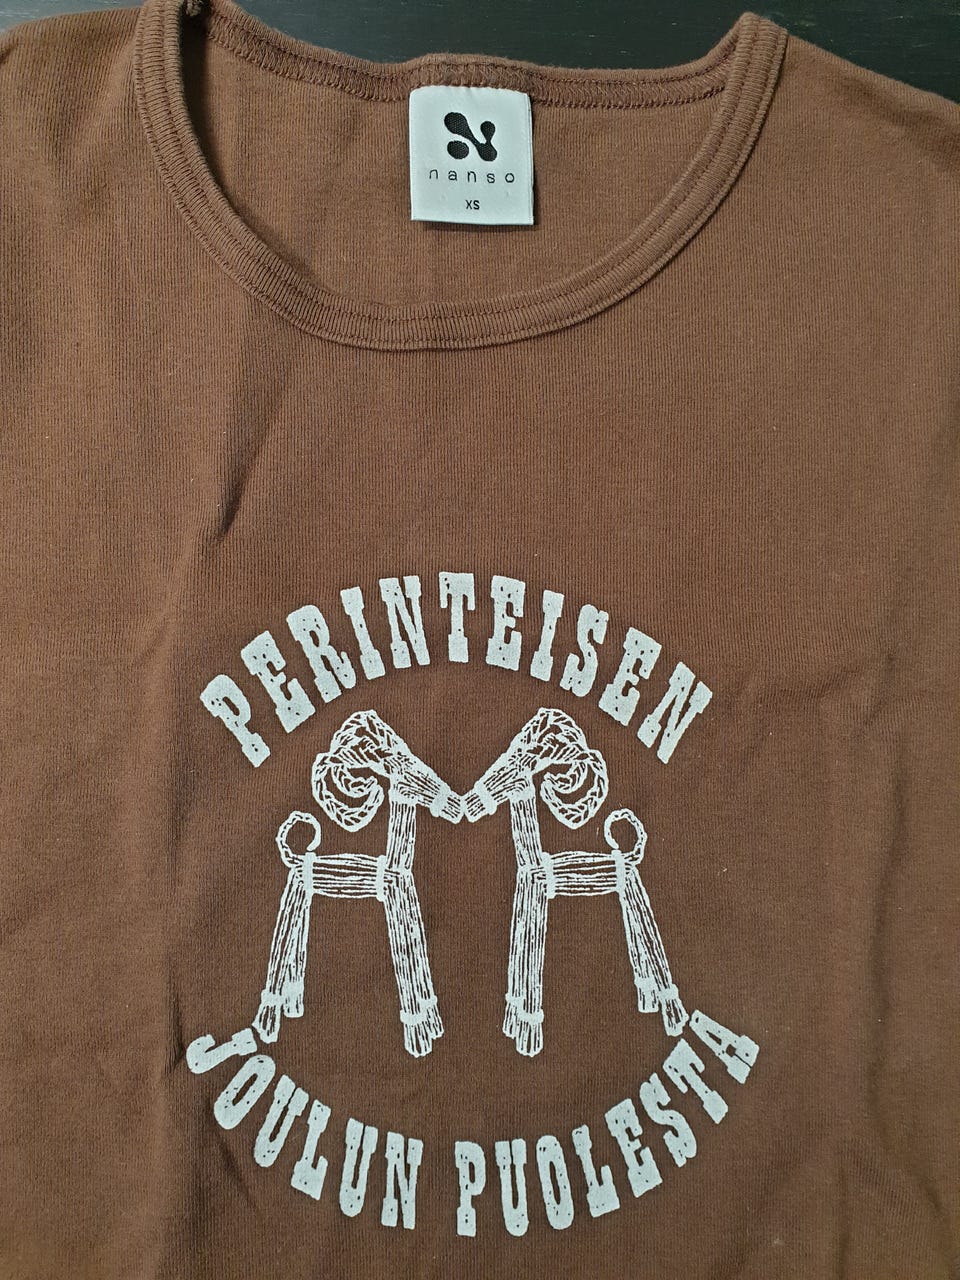 nanso
XS
PERINTEISEN
JOULUN PUOLESTA